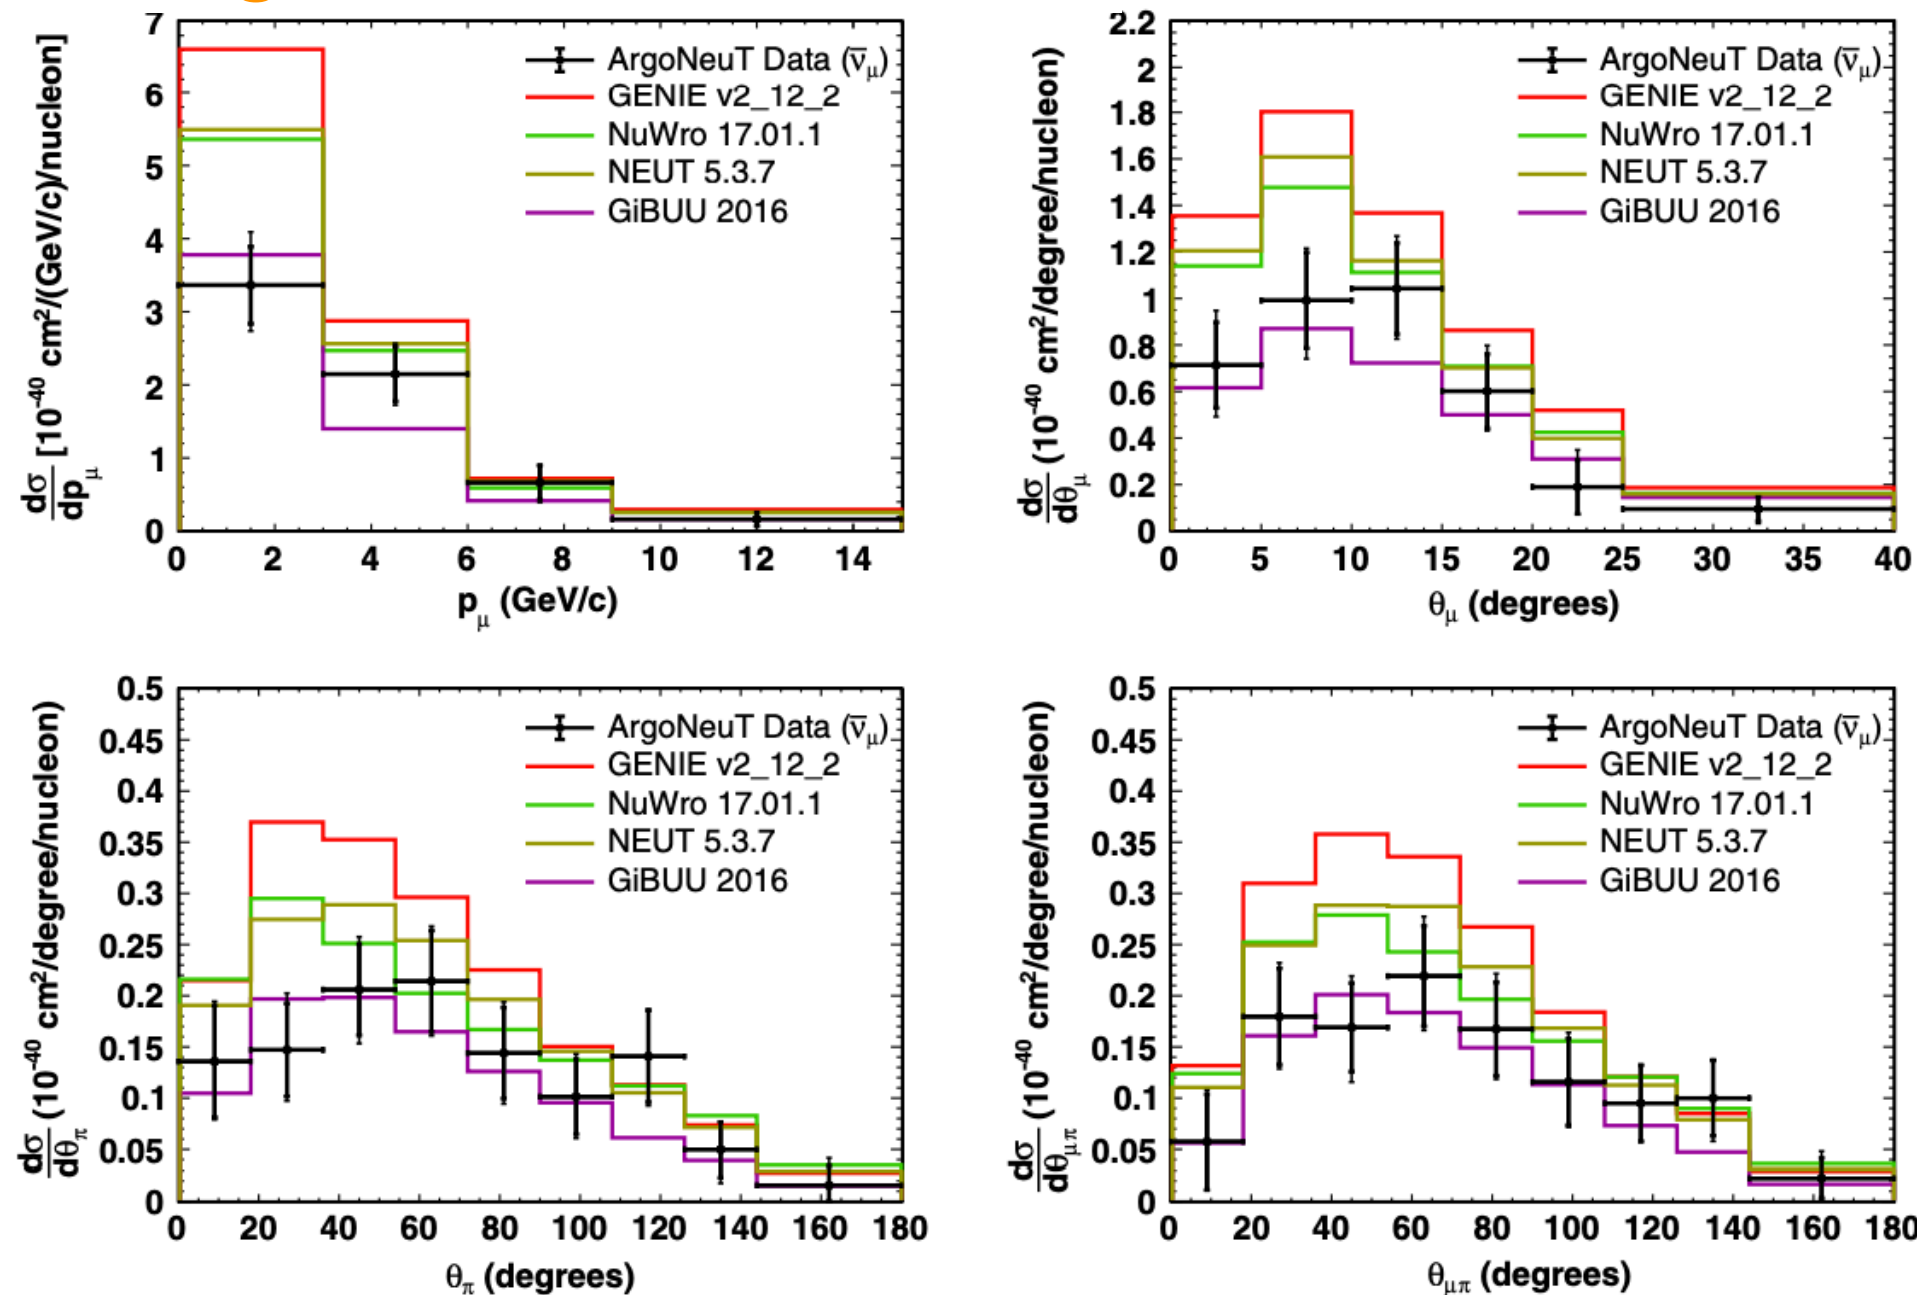 7
6
5
4
3
2
1
0
dσ/dpμ [10⁻⁴⁰ cm²/(GeV/c)/nucleon]
ArgoNeuT Data (ν̄μ)
GENIE v2_12_2
NuWro 17.01.1
NEUT 5.3.7
GiBUU 2016
0 2 4 6 8 10 12 14
pμ (GeV/c)
2.2
2
1.8
1.6
1.4
1.2
1
0.8
0.6
0.4
0.2
0
dσ/dθμ (10⁻⁴⁰ cm²/degree/nucleon)
ArgoNeuT Data (ν̄μ)
GENIE v2_12_2
NuWro 17.01.1
NEUT 5.3.7
GiBUU 2016
0 5 10 15 20 25 30 35 40
θμ (degrees)
0.5
0.45
0.4
0.35
0.3
0.25
0.2
0.15
0.1
0.05
0
dσ/dθπ (10⁻⁴⁰ cm²/degree/nucleon)
ArgoNeuT Data (ν̄μ)
GENIE v2_12_2
NuWro 17.01.1
NEUT 5.3.7
GiBUU 2016
0 20 40 60 80 100 120 140 160 180
θπ (degrees)
0.5
0.45
0.4
0.35
0.3
0.25
0.2
0.15
0.1
0.05
0
dσ/dθμπ (10⁻⁴⁰ cm²/degree/nucleon)
ArgoNeuT Data (ν̄μ)
GENIE v2_12_2
NuWro 17.01.1
NEUT 5.3.7
GiBUU 2016
0 20 40 60 80 100 120 140 160 180
θμπ (degrees)